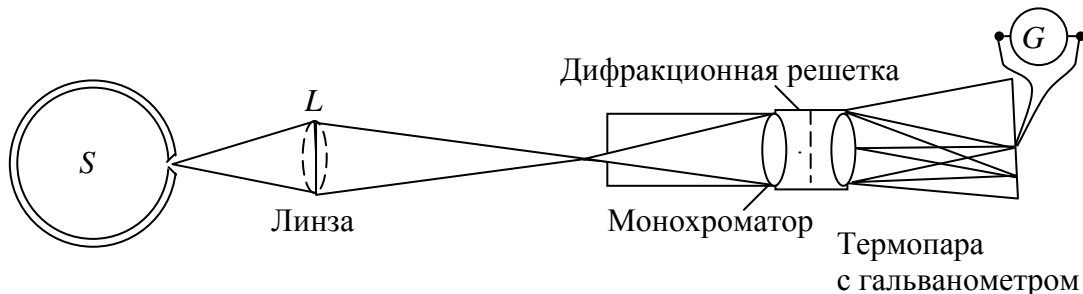 G
Дифракционная решетка
L
S
Линза
Монохроматор
Термопара
с гальванометром